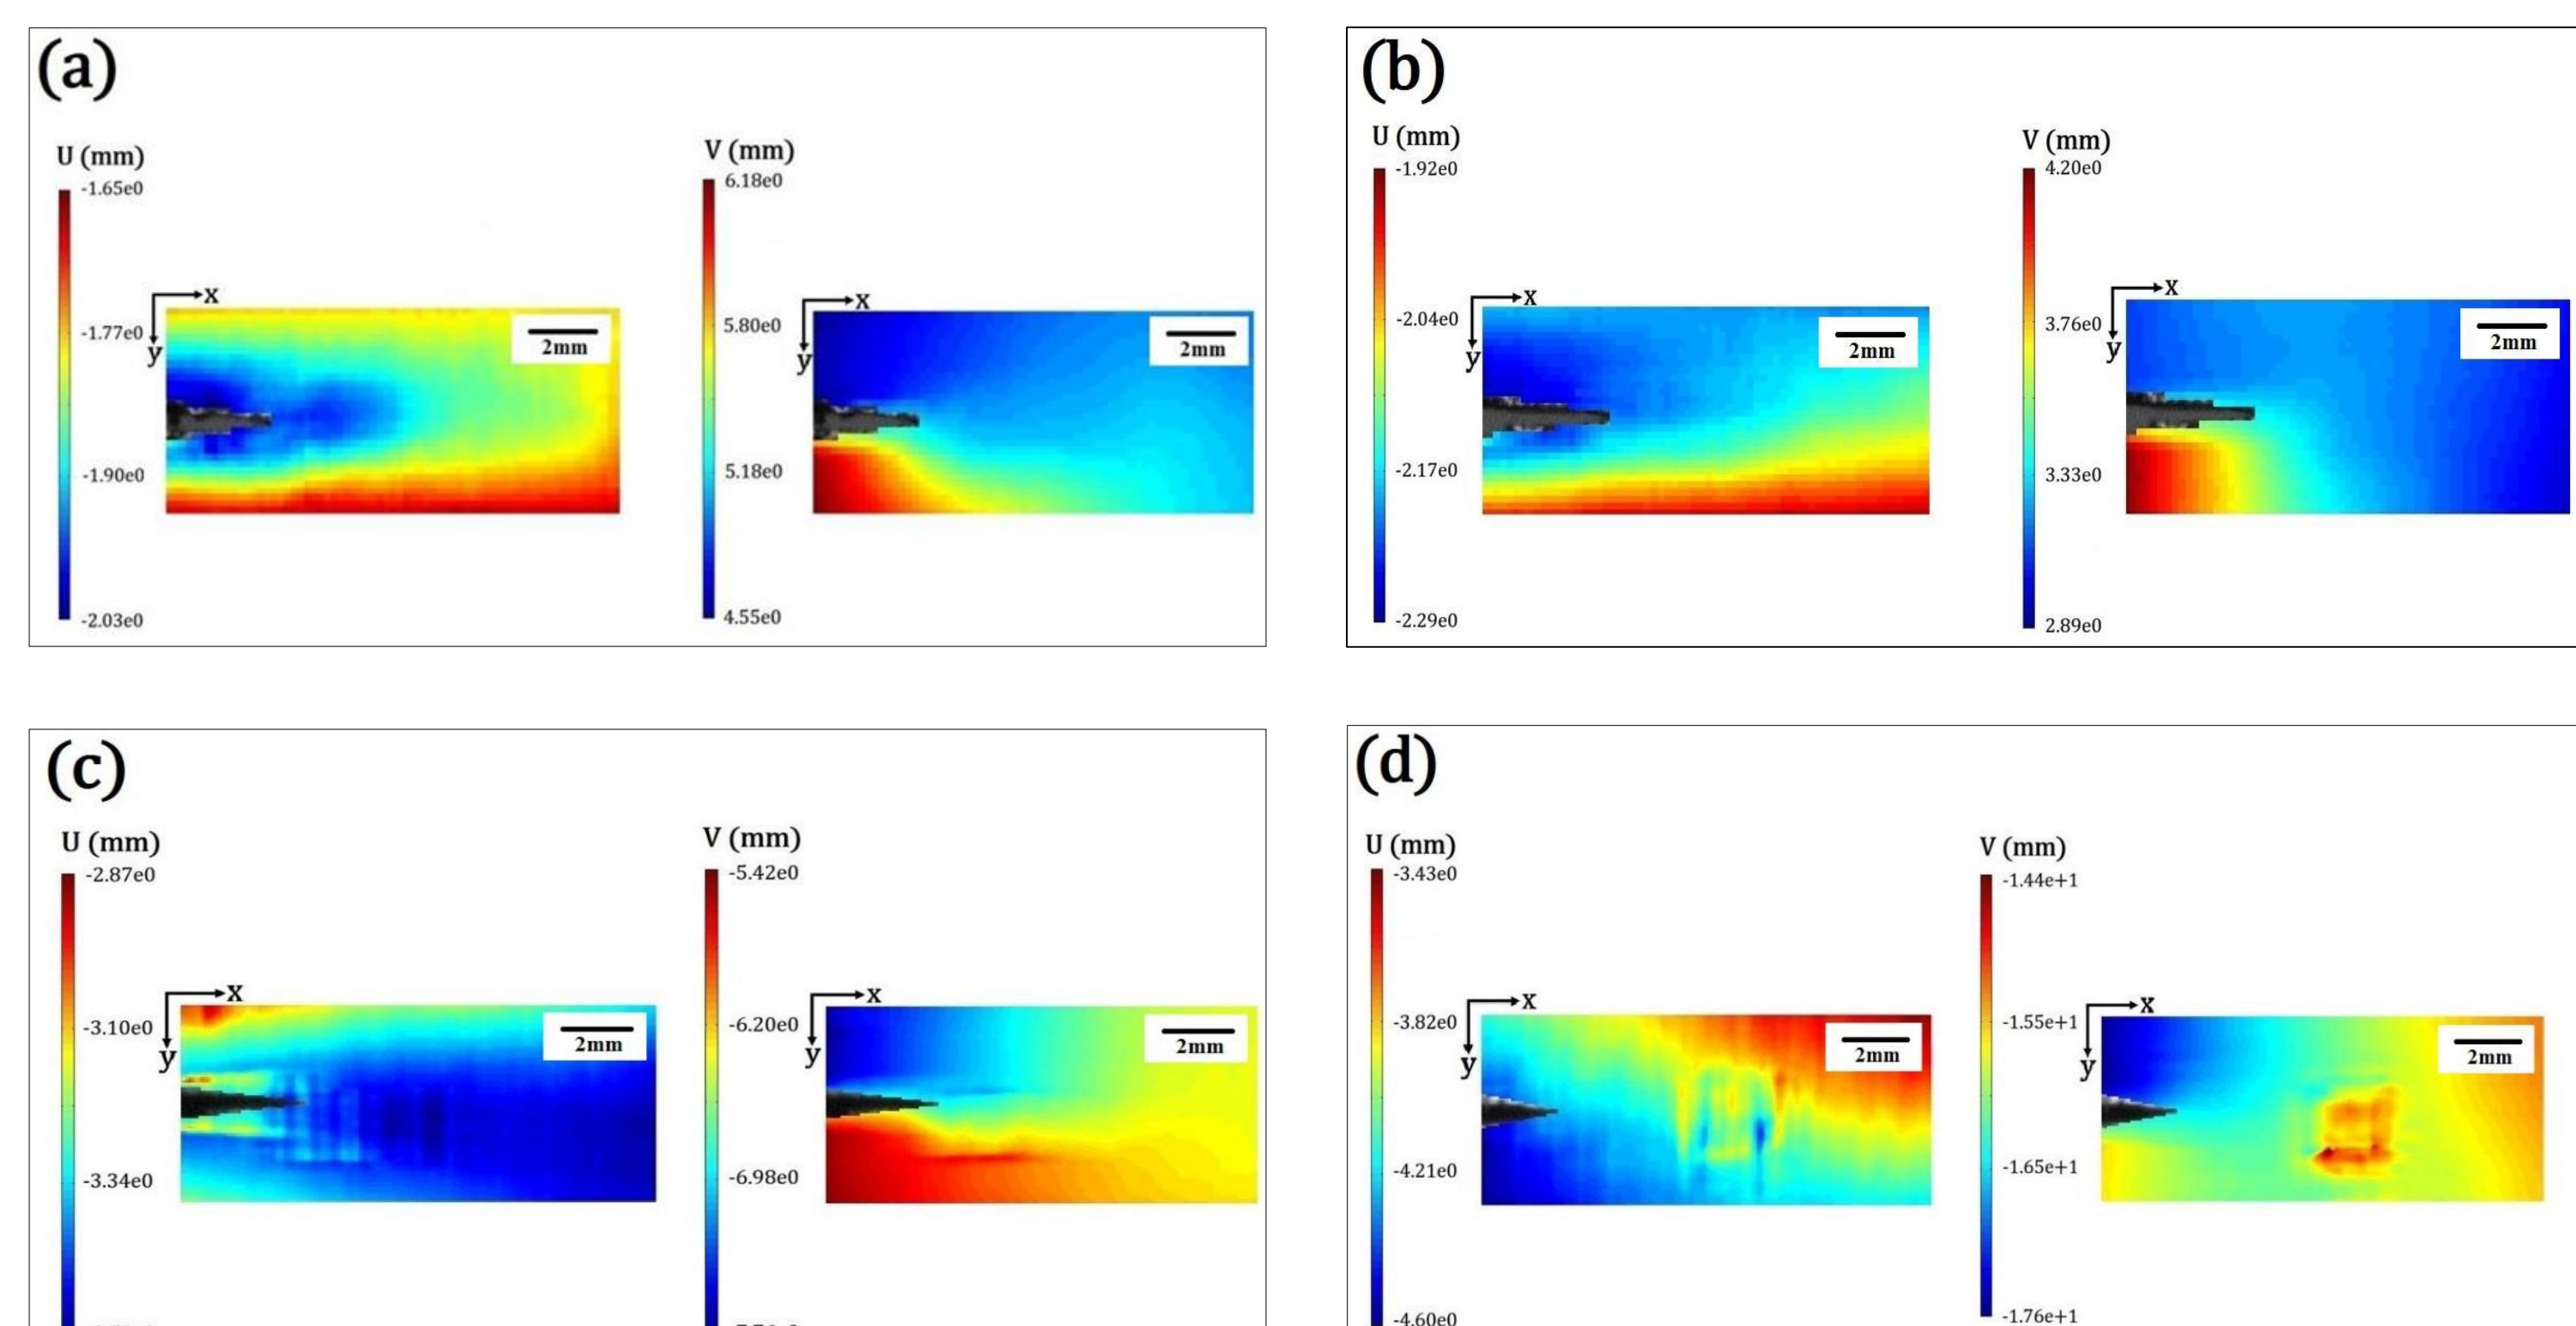 (a)
U (mm)
-1.65e0
-1.77e0
-1.90e0
-2.03e0
x
y
2mm
V (mm)
6.18e0
5.80e0
5.18e0
4.55e0
x
y
2mm
(b)
U (mm)
-1.92e0
-2.04e0
-2.17e0
-2.29e0
x
y
2mm
V (mm)
4.20e0
3.76e0
3.33e0
2.89e0
x
y
2mm
(c)
U (mm)
-2.87e0
-3.10e0
-3.34e0
x
y
2mm
V (mm)
-5.42e0
-6.20e0
-6.98e0
x
y
2mm
(d)
U (mm)
-3.43e0
-3.82e0
-4.21e0
-4.60e0
x
y
2mm
V (mm)
-1.44e+1
-1.55e+1
-1.65e+1
-1.76e+1
x
y
2mm